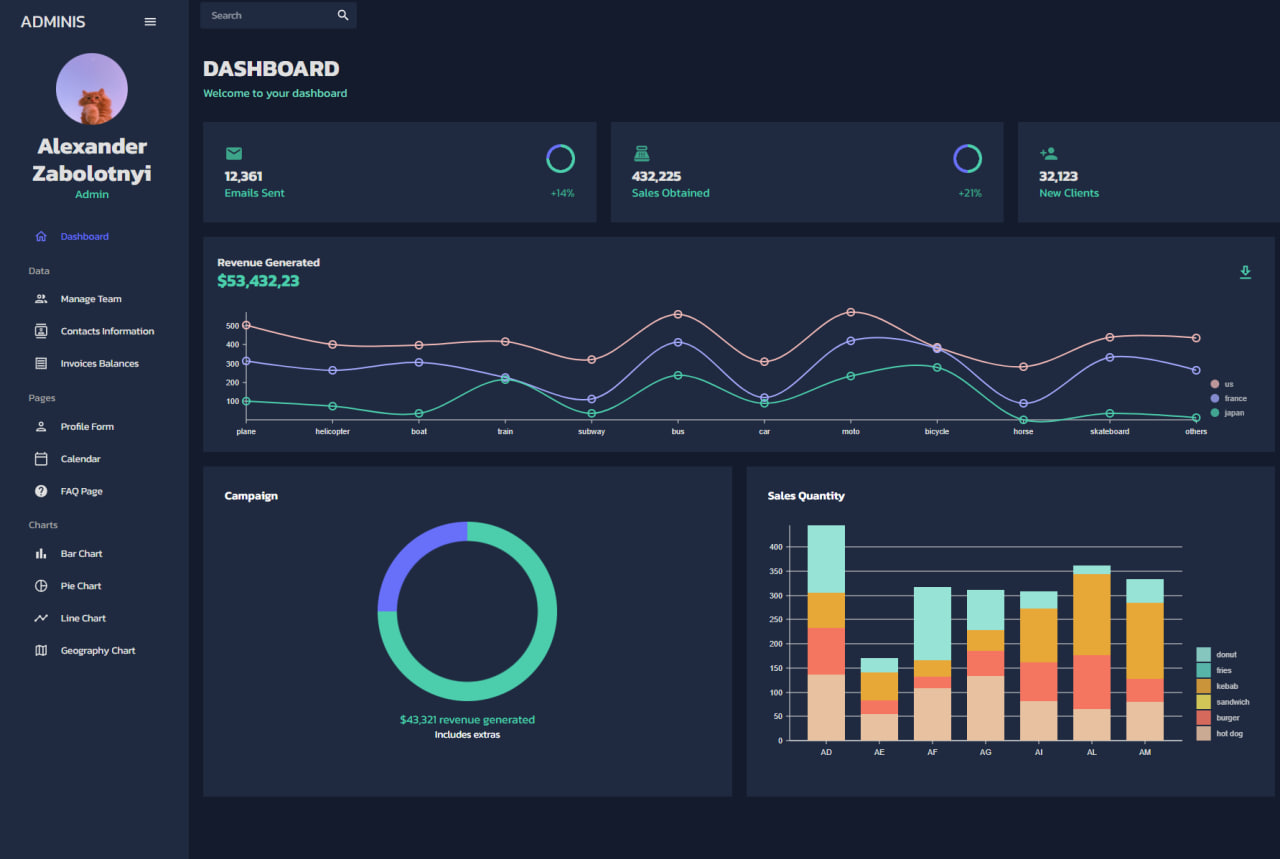 ADMINIS
Search
Alexander
Zabolotnyi
Admin
Dashboard
Data
Manage Team
Contacts Information
Invoices Balances
Pages
Profile Form
Calendar
FAQ Page
Charts
Bar Chart
Pie Chart
Line Chart
Geography Chart
DASHBOARD
Welcome to your dashboard
12,361
Emails Sent
+14%
432,225
Sales Obtained
+21%
32,123
New Clients
Revenue Generated
$53,432,23
500
400
300
200
100
plane
helicopter
boat
train
subway
bus
car
moto
bicycle
horse
skateboard
others
us
france
japan
Campaign
$43,321 revenue generated
Includes extras
Sales Quantity
400
350
300
250
200
150
100
50
0
AD
AE
AF
AG
AI
AL
AM
donut
fries
kebab
sandwich
burger
hot dog